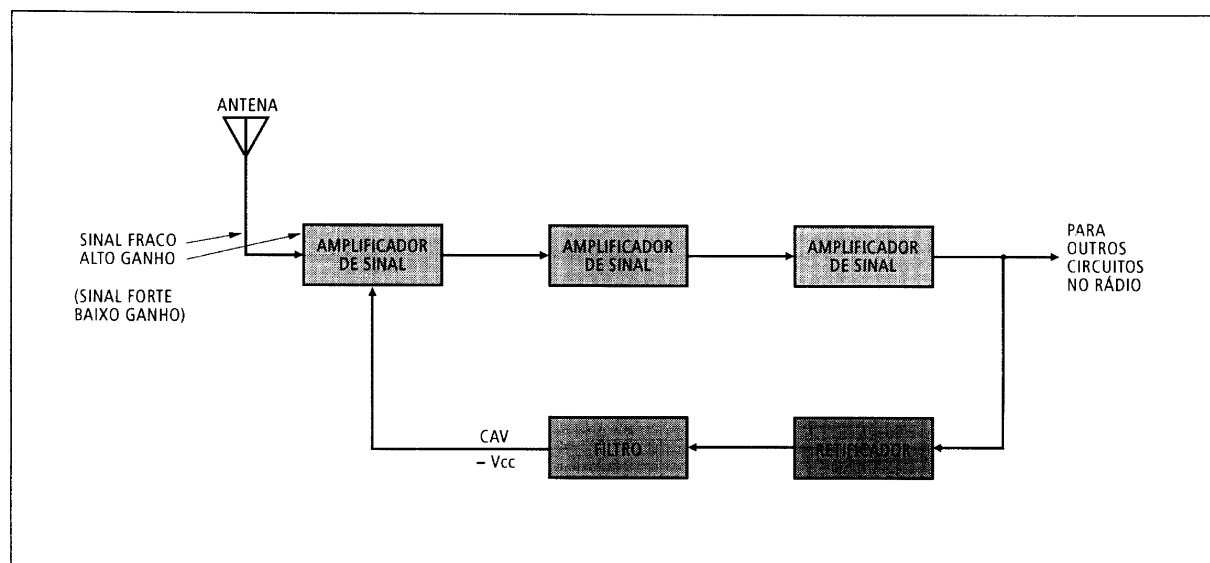 ANTENA
SINAL FRACO
ALTO GANHO
(SINAL FORTE
BAIXO GANHO)
AMPLIFICADOR
DE SINAL
AMPLIFICADOR
DE SINAL
AMPLIFICADOR
DE SINAL
PARA
OUTROS
CIRCUITOS
NO RÁDIO
CAV
– Vcc
FILTRO
RETIFICADOR